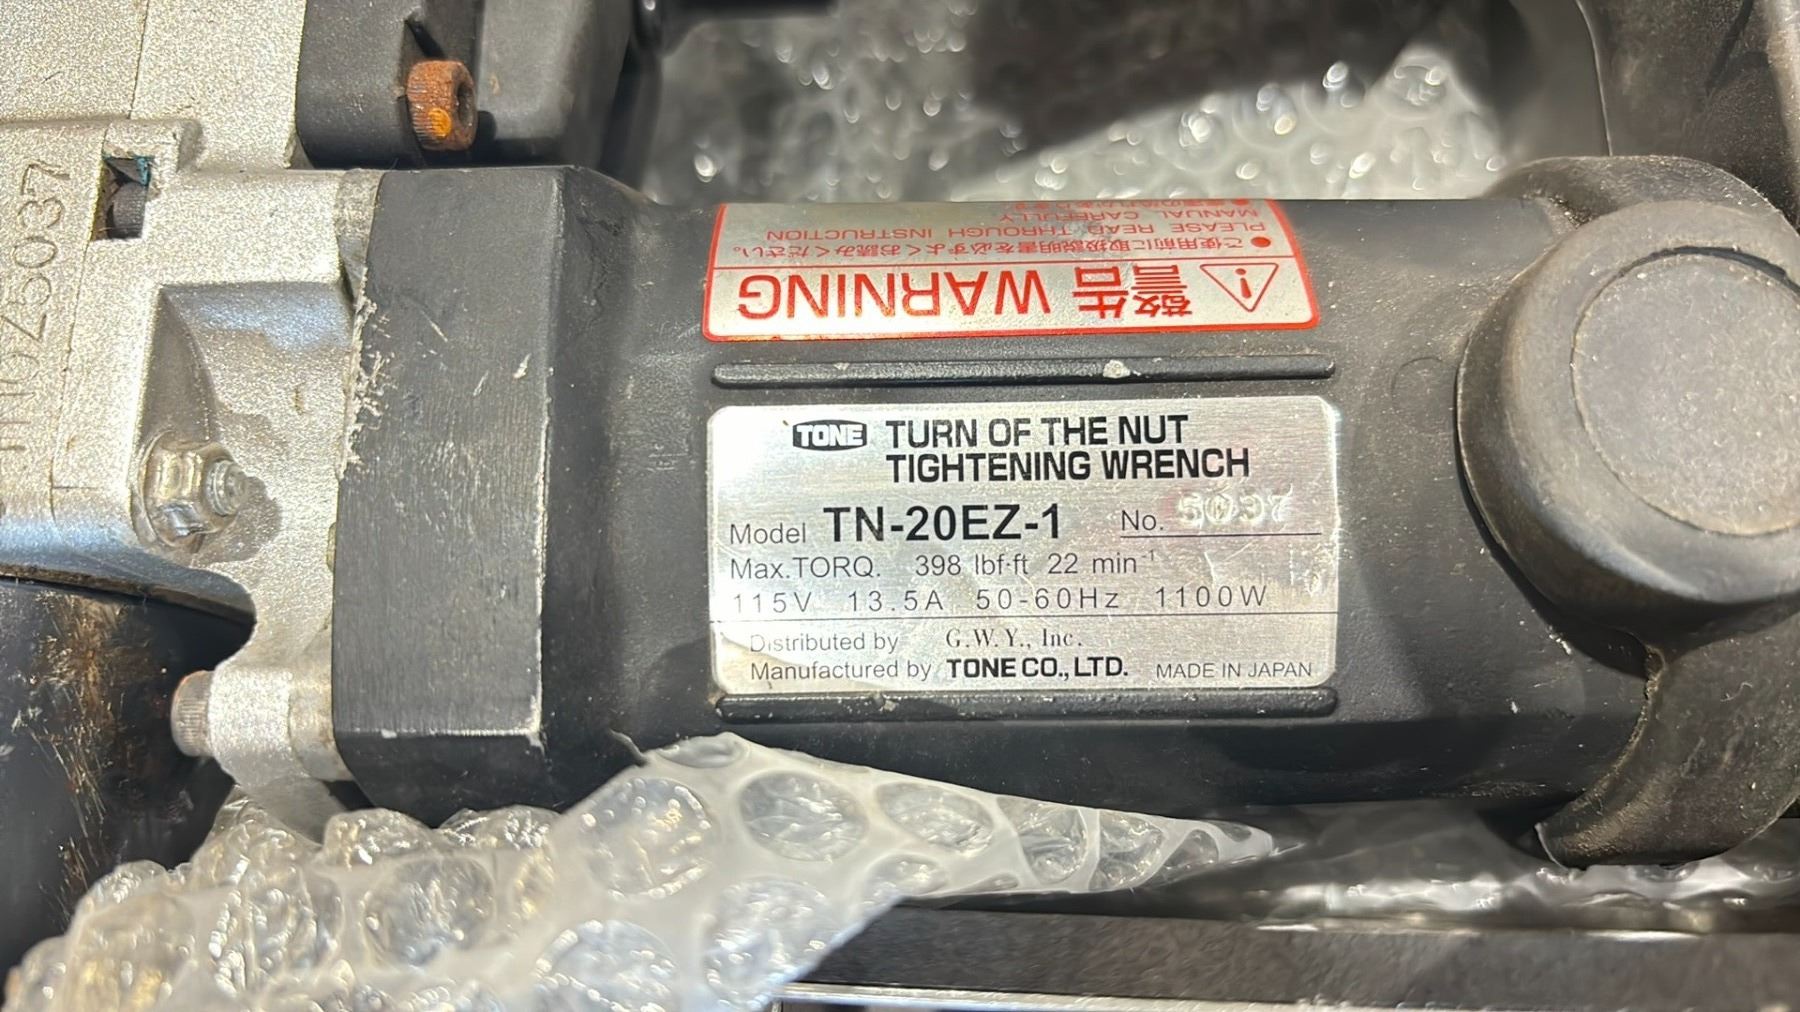 警告 WARNING
●ご使用前に取扱説明書を必ずよくお読みください。
PLEASE READ THROUGH INSTRUCTION
MANUAL CAREFULLY
TONE TURN OF THE NUT
TIGHTENING WRENCH
Model TN-20EZ-1 No. 5037
Max.TORQ. 398 lbf·ft 22 min⁻¹
115V 13.5A 50-60Hz 1100W
Distributed by G.W.Y., Inc.
Manufactured by TONE CO., LTD. MADE IN JAPAN